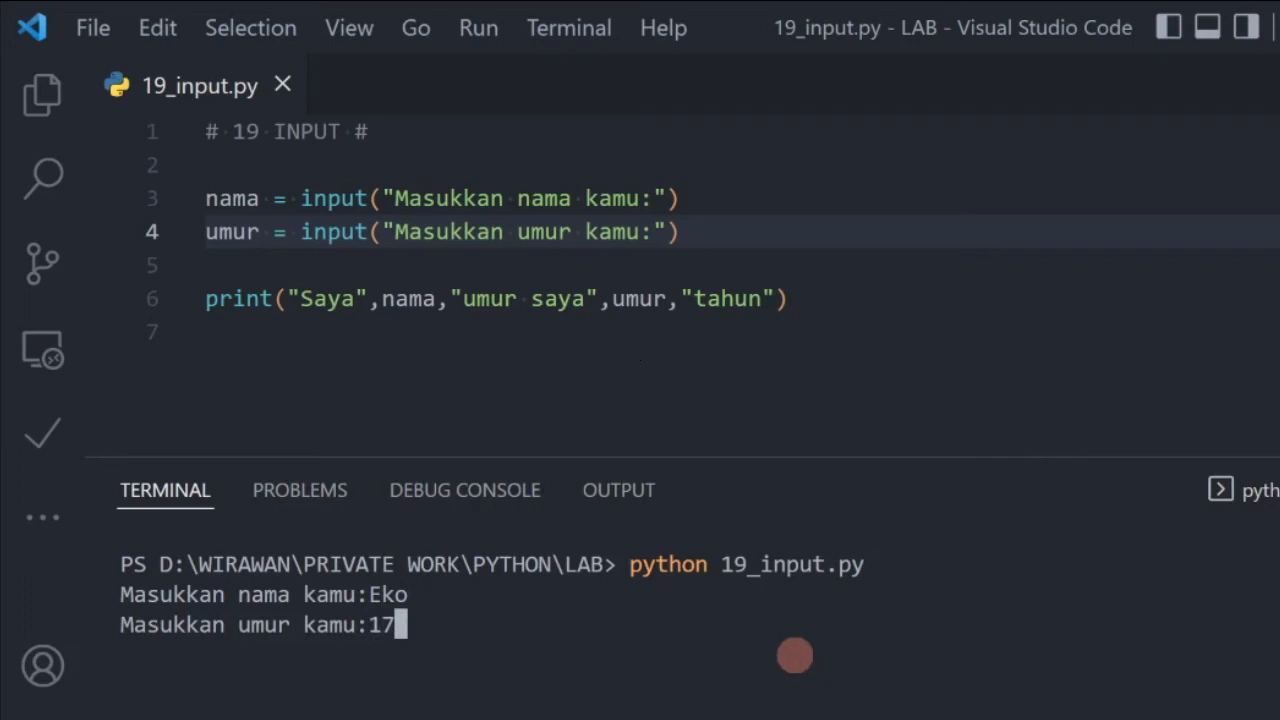 File Edit Selection View Go Run Terminal Help 19_input.py - LAB - Visual Studio Code
19_input.py
1 # 19 INPUT #
2
3 nama = input("Masukkan nama kamu:")
4 umur = input("Masukkan umur kamu:")
5
6 print("Saya",nama,"umur saya",umur,"tahun")
7
TERMINAL PROBLEMS DEBUG CONSOLE OUTPUT pyth
PS D:\WIRAWAN\PRIVATE WORK\PYTHON\LAB> python 19_input.py
Masukkan nama kamu:Eko
Masukkan umur kamu:17